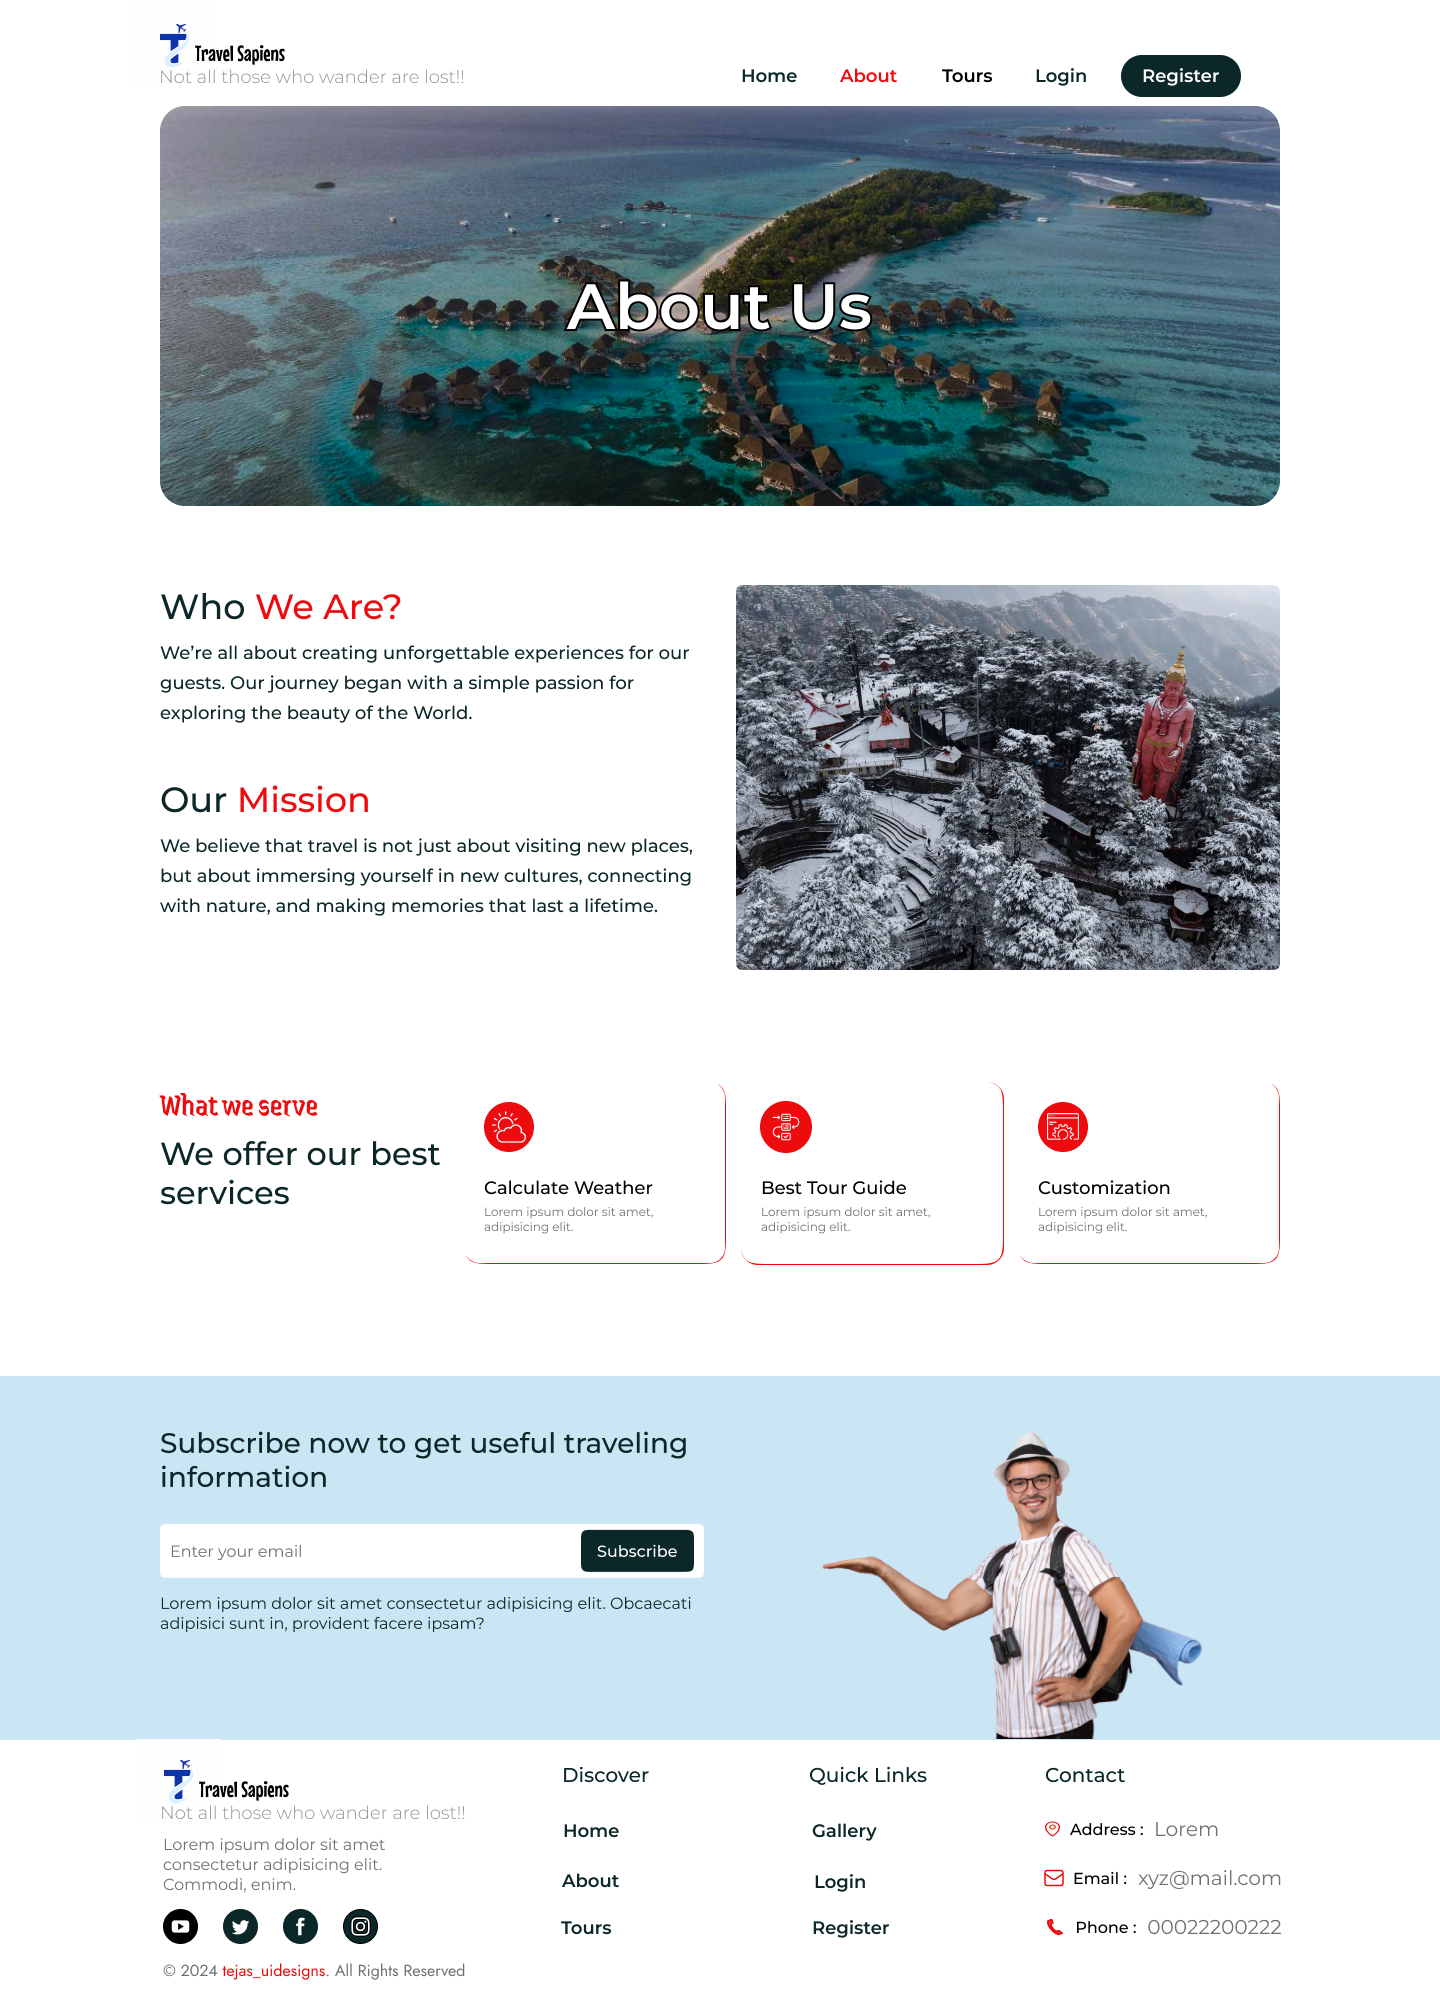 Travel Sapiens
Not all those who wander are lost!!
Home About Tours Login Register
About Us
Who We Are?
We’re all about creating unforgettable experiences for our
guests. Our journey began with a simple passion for
exploring the beauty of the World.
Our Mission
We believe that travel is not just about visiting new places,
but about immersing yourself in new cultures, connecting
with nature, and making memories that last a lifetime.
What we serve
We offer our best
services
Calculate Weather
Lorem ipsum dolor sit amet,
adipisicing elit.
Best Tour Guide
Lorem ipsum dolor sit amet,
adipisicing elit.
Customization
Lorem ipsum dolor sit amet,
adipisicing elit.
Subscribe now to get useful traveling
information
Enter your email Subscribe
Lorem ipsum dolor sit amet consectetur adipisicing elit. Obcaecati
adipisici sunt in, provident facere ipsam?
Travel Sapiens
Not all those who wander are lost!!
Lorem ipsum dolor sit amet
consectetur adipisicing elit.
Commodi, enim.
© 2024 tejas_uidesigns. All Rights Reserved
Discover
Home
About
Tours
Quick Links
Gallery
Login
Register
Contact
Address : Lorem
Email : xyz@mail.com
Phone : 00022200222